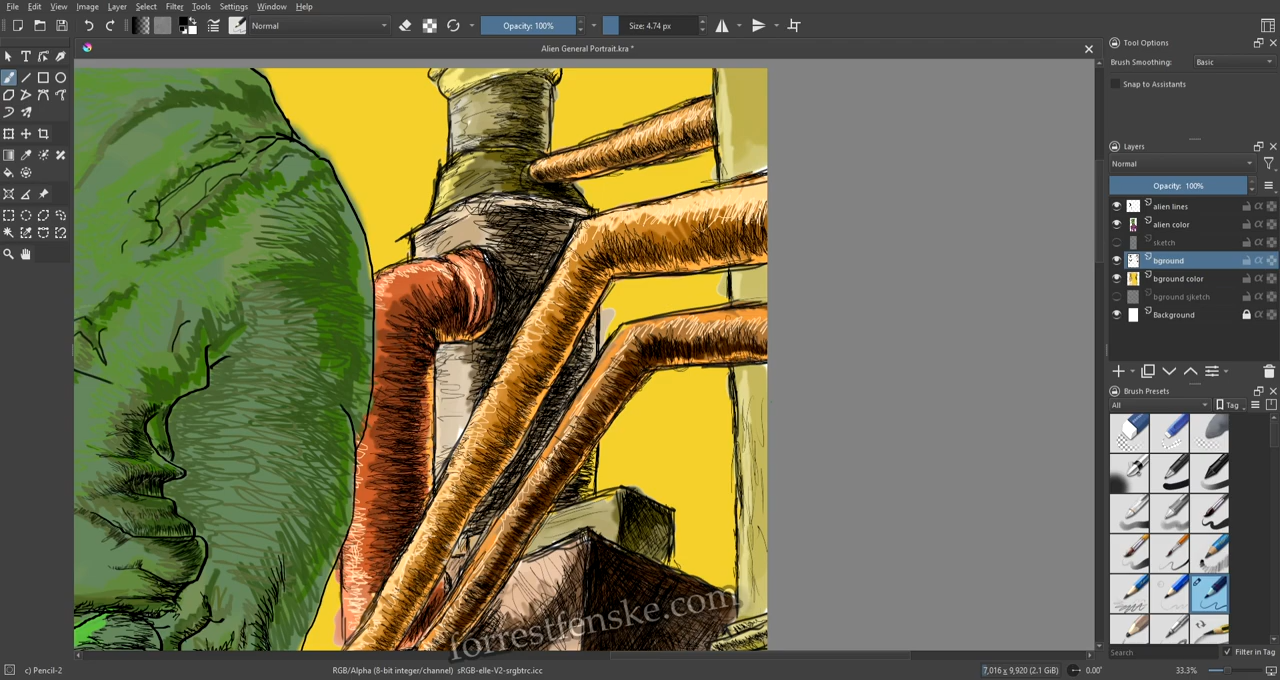 File Edit View Image Layer Select Filter Tools Settings Window Help
Normal
Opacity: 100%
Size: 4.74 px
Alien General Portrait.kra *
Tool Options
Brush Smoothing: Basic
Snap to Assistants
Layers
Normal
Opacity: 100%
alien lines
alien color
sketch
bground
bground color
bground sjketch
Background
Brush Presets
All
Tag
Search
Filter in Tag
forrestfenske.com
c) Pencil-2
RGB/Alpha (8-bit integer/channel) sRGB-elle-V2-srgbtrc.icc
7,016 x 9,920 (2.1 GiB)
0.00°
33.3%